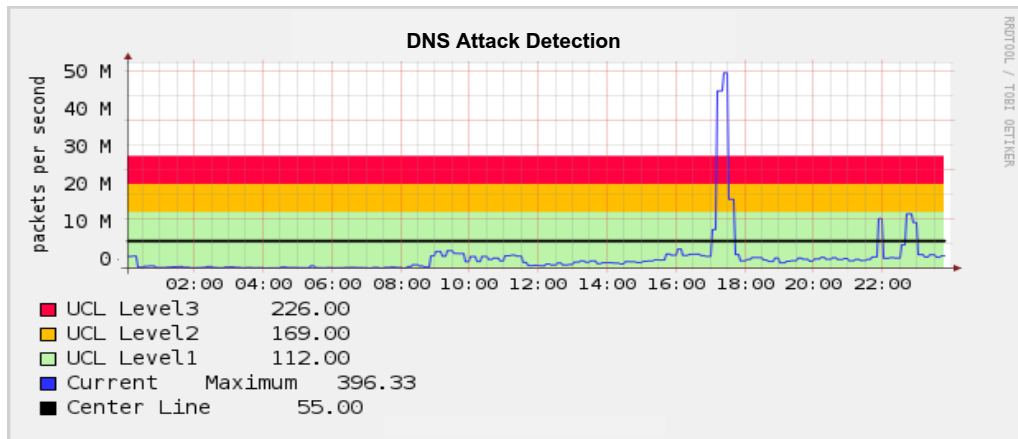 DNS Attack Detection
RRDTOOL / TOBI OETIKER
packets per second
50 M
40 M
30 M
20 M
10 M
0
02:00 04:00 06:00 08:00 10:00 12:00 14:00 16:00 18:00 20:00 22:00
UCL Level3 226.00
UCL Level2 169.00
UCL Level1 112.00
Current Maximum 396.33
Center Line 55.00